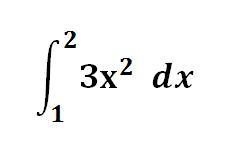 ∫₁² 3x² dx